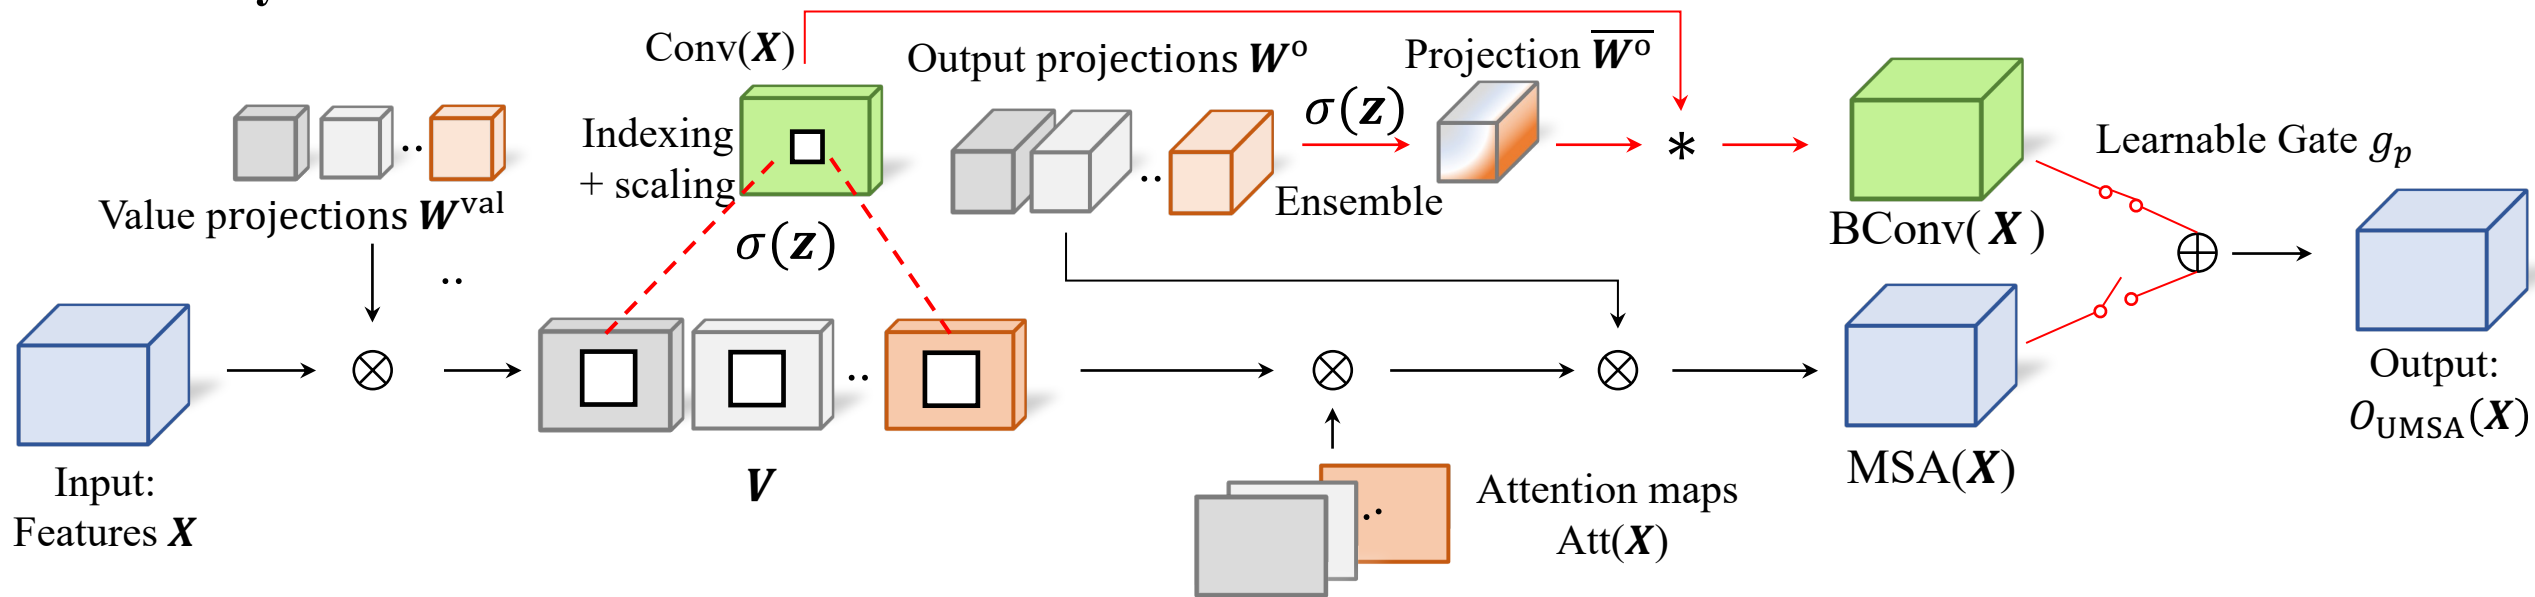 Conv(X)
Output projections W^o
Projection \overline{W^o}
σ(z)
Indexing
+ scaling
..
..
Learnable Gate g_p
*
Value projections W^val
Ensemble
σ(z)
BConv( X )
..
..
Input:
Features X
V
Attention maps
Att(X)
..
MSA(X)
Output:
O_UMSA(X)